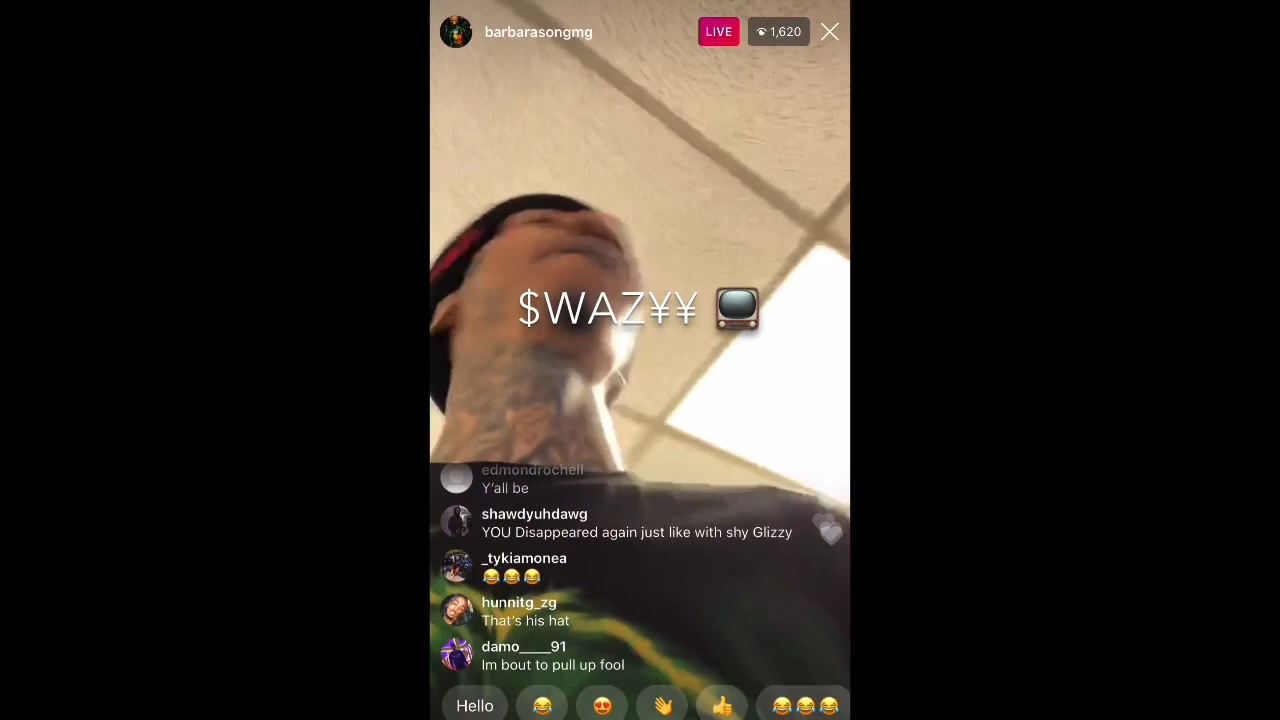 barbarasongmg
LIVE
1,620
$WAZ¥¥
edmondrochell
Y'all be
shawdyuhdawg
YOU Disappeared again just like with shy Glizzy
_tykiamonea
😂😂😂
hunnitg_zg
That's his hat
damo_____91
Im bout to pull up fool
Hello